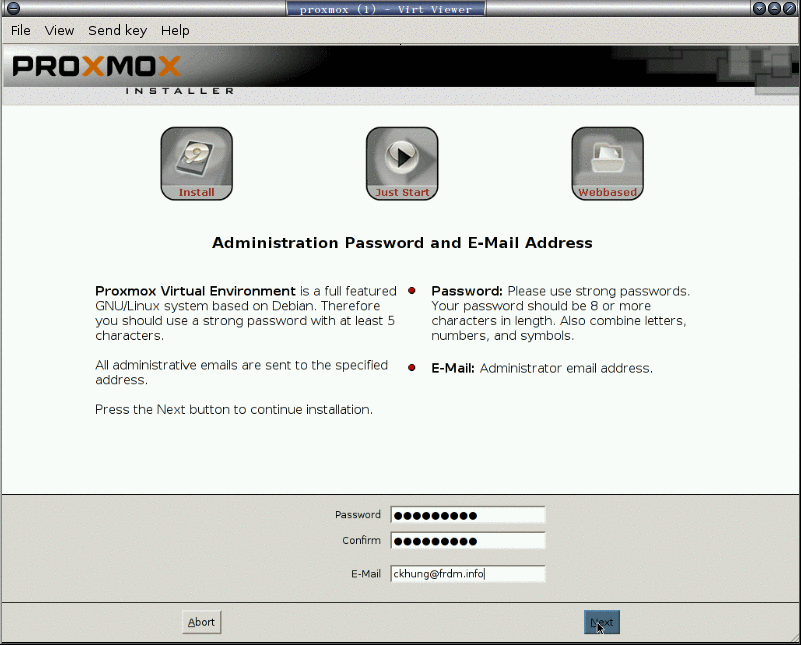 proxmox (1) - Virt Viewer
File View Send key Help
PROXMOX
INSTALLER
Install
Just Start
Webbased
Administration Password and E-Mail Address
Proxmox Virtual Environment is a full featured
GNU/Linux system based on Debian. Therefore
you should use a strong password with at least 5
characters.
All administrative emails are sent to the specified
address.
Press the Next button to continue installation.
Password: Please use strong passwords.
Your password should be 8 or more
characters in length. Also combine letters,
numbers, and symbols.
E-Mail: Administrator email address.
Password ●●●●●●●●●
Confirm ●●●●●●●●●
E-Mail ckhung@frdm.info
Abort
Next